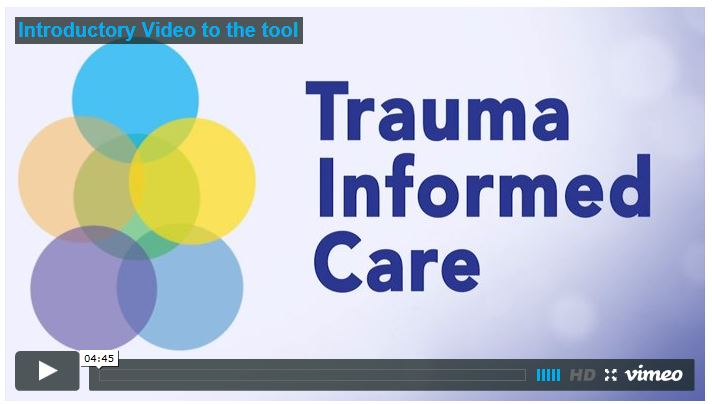 Introductory Video to the tool
Trauma
Informed
Care
04:45
HD vimeo